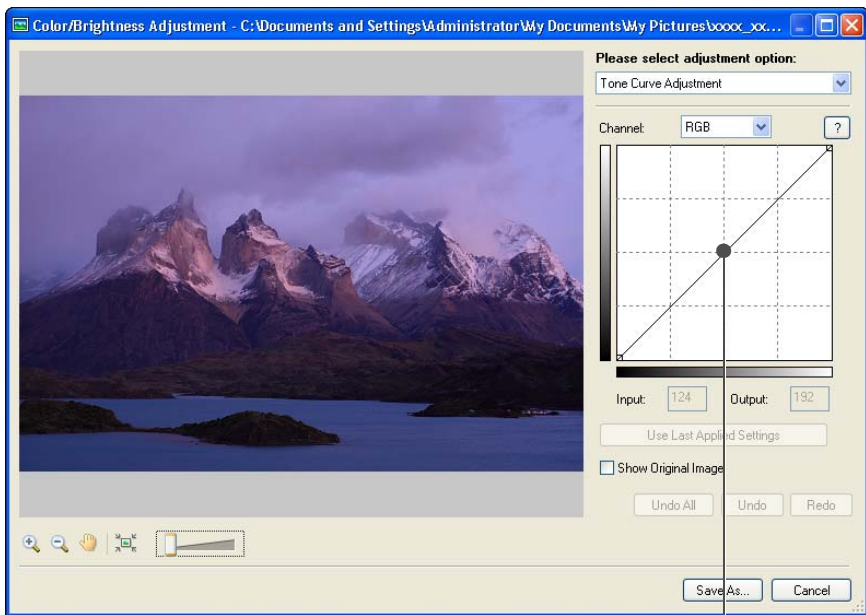 Color/Brightness Adjustment - C:\Documents and Settings\Administrator\My Documents\My Pictures\xxxx_xx...
Please select adjustment option:
Tone Curve Adjustment
Channel: RGB ?
Input: 124 Output: 192
Use Last Applied Settings
Show Original Image
Undo All Undo Redo
Save As... Cancel